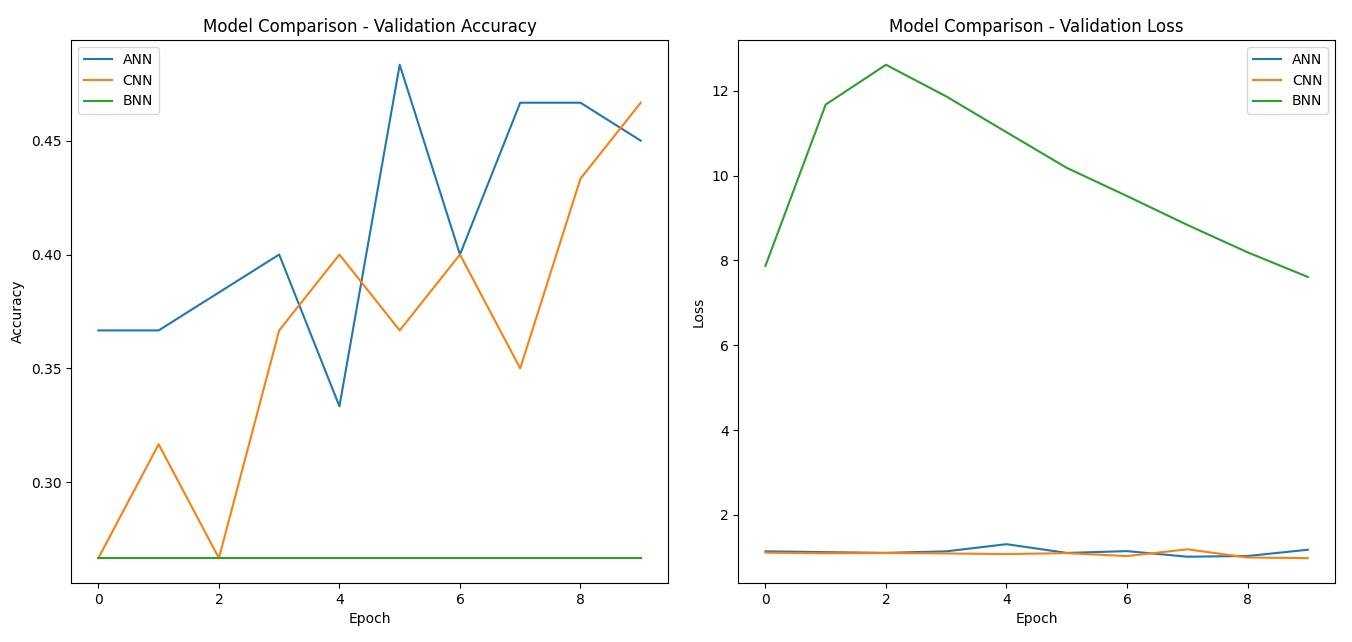 Model Comparison - Validation Accuracy
ANN
CNN
BNN
0.45
0.40
0.35
0.30
Accuracy
0 2 4 6 8
Epoch
Model Comparison - Validation Loss
ANN
CNN
BNN
12
10
8
6
4
2
Loss
0 2 4 6 8
Epoch